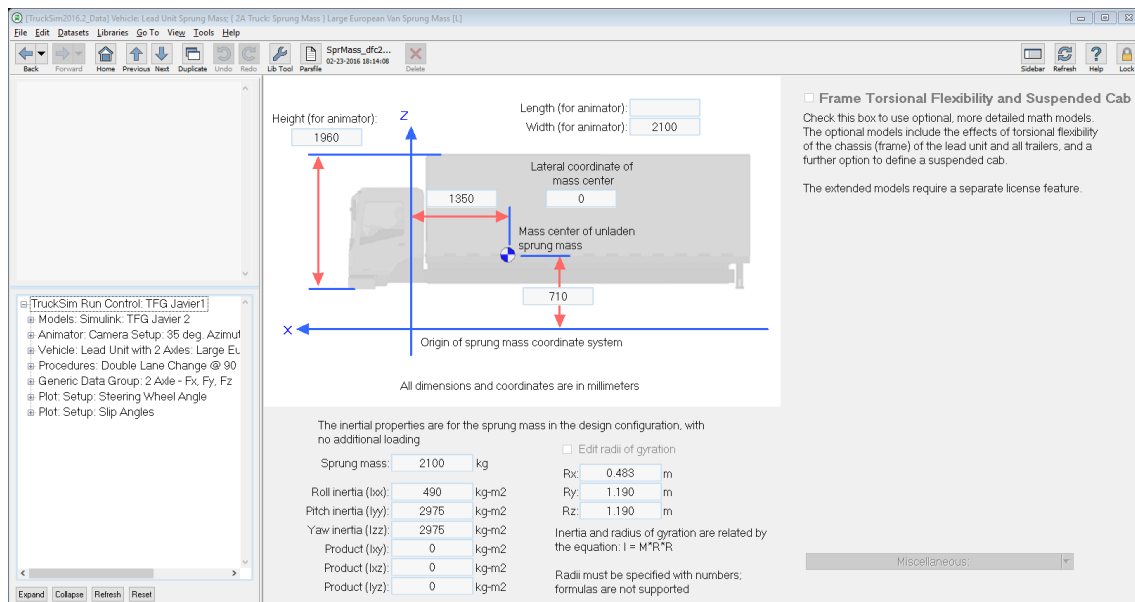 [TruckSim2016.2_Data] Vehicle: Lead Unit Sprung Mass; { 2A Truck: Sprung Mass } Large European Van Sprung Mass [L]
File Edit Datasets Libraries Go To View Tools Help
SprMass_dfc2...
02-23-2016 18:14:08
Back Forward Home Previous Next Duplicate Undo Redo Lib Tool Parsfile Delete Sidebar Refresh Help Lock
TruckSim Run Control: TFG Javier1
Models: Simulink: TFG Javier 2
Animator: Camera Setup: 35 deg. Azimut
Vehicle: Lead Unit with 2 Axles: Large Eu
Procedures: Double Lane Change @ 90
Generic Data Group: 2 Axle - Fx, Fy, Fz
Plot: Setup: Steering Wheel Angle
Plot: Setup: Slip Angles
Expand Collapse Refresh Reset
Height (for animator):
1960
Z
Length (for animator):
Width (for animator): 2100
Lateral coordinate of
mass center
1350
0
Mass center of unladen
sprung mass
710
X
Origin of sprung mass coordinate system
All dimensions and coordinates are in millimeters
The inertial properties are for the sprung mass in the design configuration, with
no additional loading
Sprung mass: 2100 kg
Roll inertia (Ixx): 490 kg-m2
Pitch inertia (Iyy): 2975 kg-m2
Yaw inertia (Izz): 2975 kg-m2
Product (Ixy): 0 kg-m2
Product (Ixz): 0 kg-m2
Product (Iyz): 0 kg-m2
Edit radii of gyration
Rx: 0.483 m
Ry: 1.190 m
Rz: 1.190 m
Inertia and radius of gyration are related by
the equation: I = M*R*R
Radii must be specified with numbers;
formulas are not supported
Frame Torsional Flexibility and Suspended Cab
Check this box to use optional, more detailed math models.
The optional models include the effects of torsional flexibility
of the chassis (frame) of the lead unit and all trailers, and a
further option to define a suspended cab.
The extended models require a separate license feature.
Miscellaneous: